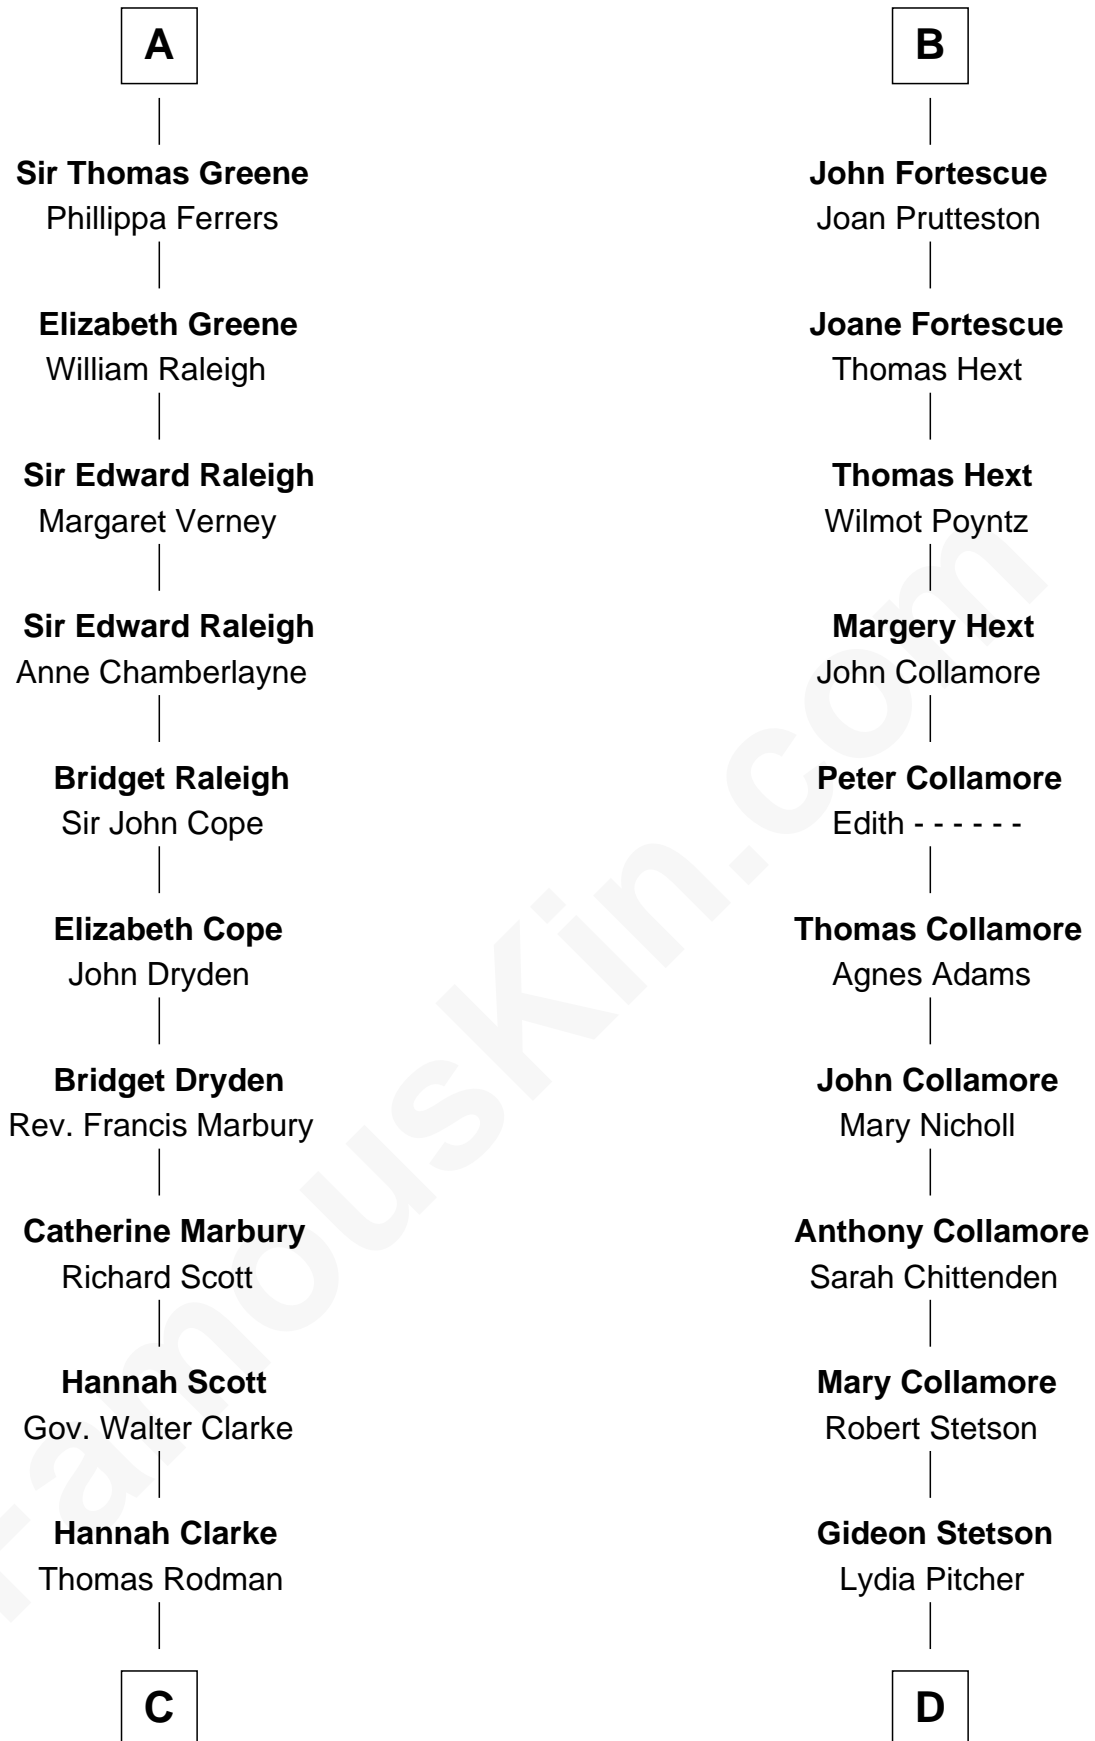 A
Sir Thomas Greene
Phillippa Ferrers
Elizabeth Greene
William Raleigh
Sir Edward Raleigh
Margaret Verney
Sir Edward Raleigh
Anne Chamberlayne
Bridget Raleigh
Sir John Cope
Elizabeth Cope
John Dryden
Bridget Dryden
Rev. Francis Marbury
Catherine Marbury
Richard Scott
Hannah Scott
Gov. Walter Clarke
Hannah Clarke
Thomas Rodman
C
B
John Fortescue
Joan Prutteston
Joane Fortescue
Thomas Hext
Thomas Hext
Wilmot Poyntz
Margery Hext
John Collamore
Peter Collamore
Edith - - - - - -
Thomas Collamore
Agnes Adams
John Collamore
Mary Nicholl
Anthony Collamore
Sarah Chittenden
Mary Collamore
Robert Stetson
Gideon Stetson
Lydia Pitcher
D
FamousKin.com